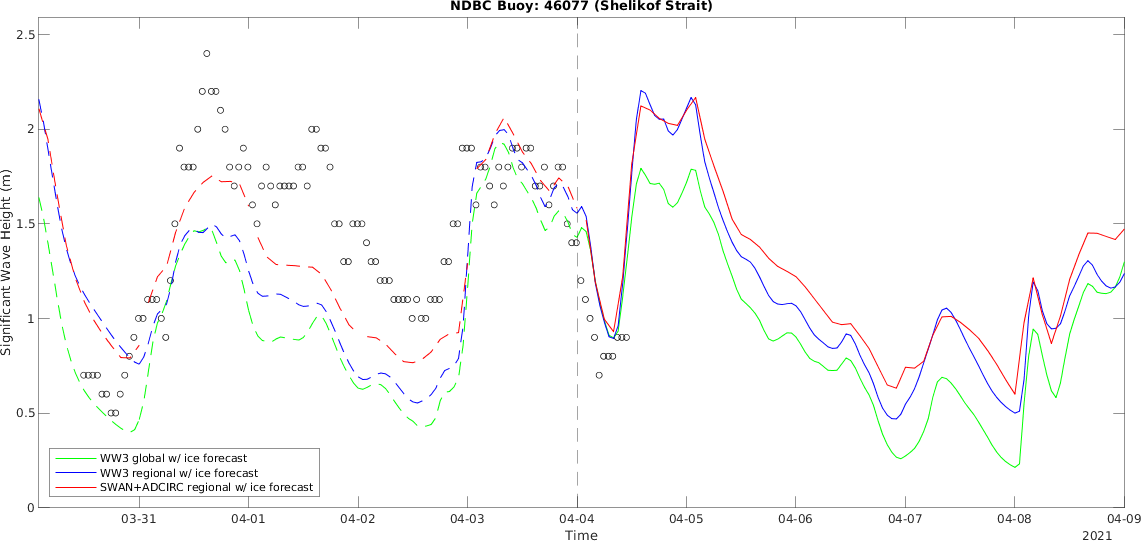 NDBC Buoy: 46077 (Shelikof Strait)
2.5
2
1.5
1
0.5
0
Significant Wave Height (m)
WW3 global w/ ice forecast
WW3 regional w/ ice forecast
SWAN+ADCIRC regional w/ ice forecast
03-31 04-01 04-02 04-03 04-04 04-05 04-06 04-07 04-08 04-09
Time
2021